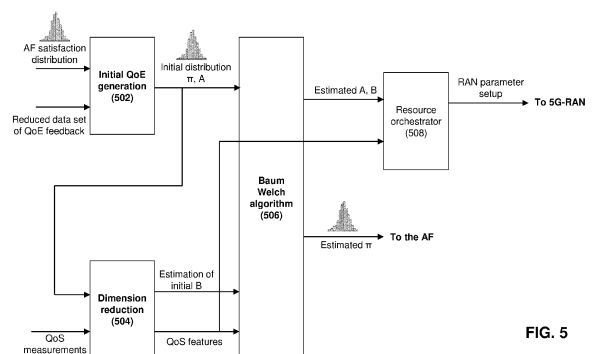 AF satisfaction
distribution
Reduced data set
of QoE feedback
Initial QoE
generation
(502)
Initial distribution
π, A
Baum
Welch
algorithm
(506)
Estimated A, B
Resource
orchestrator
(508)
RAN parameter
setup
To 5G-RAN
Estimated π
To the AF
Dimension
reduction
(504)
Estimation of
initial B
QoS features
QoS
measurements
FIG. 5